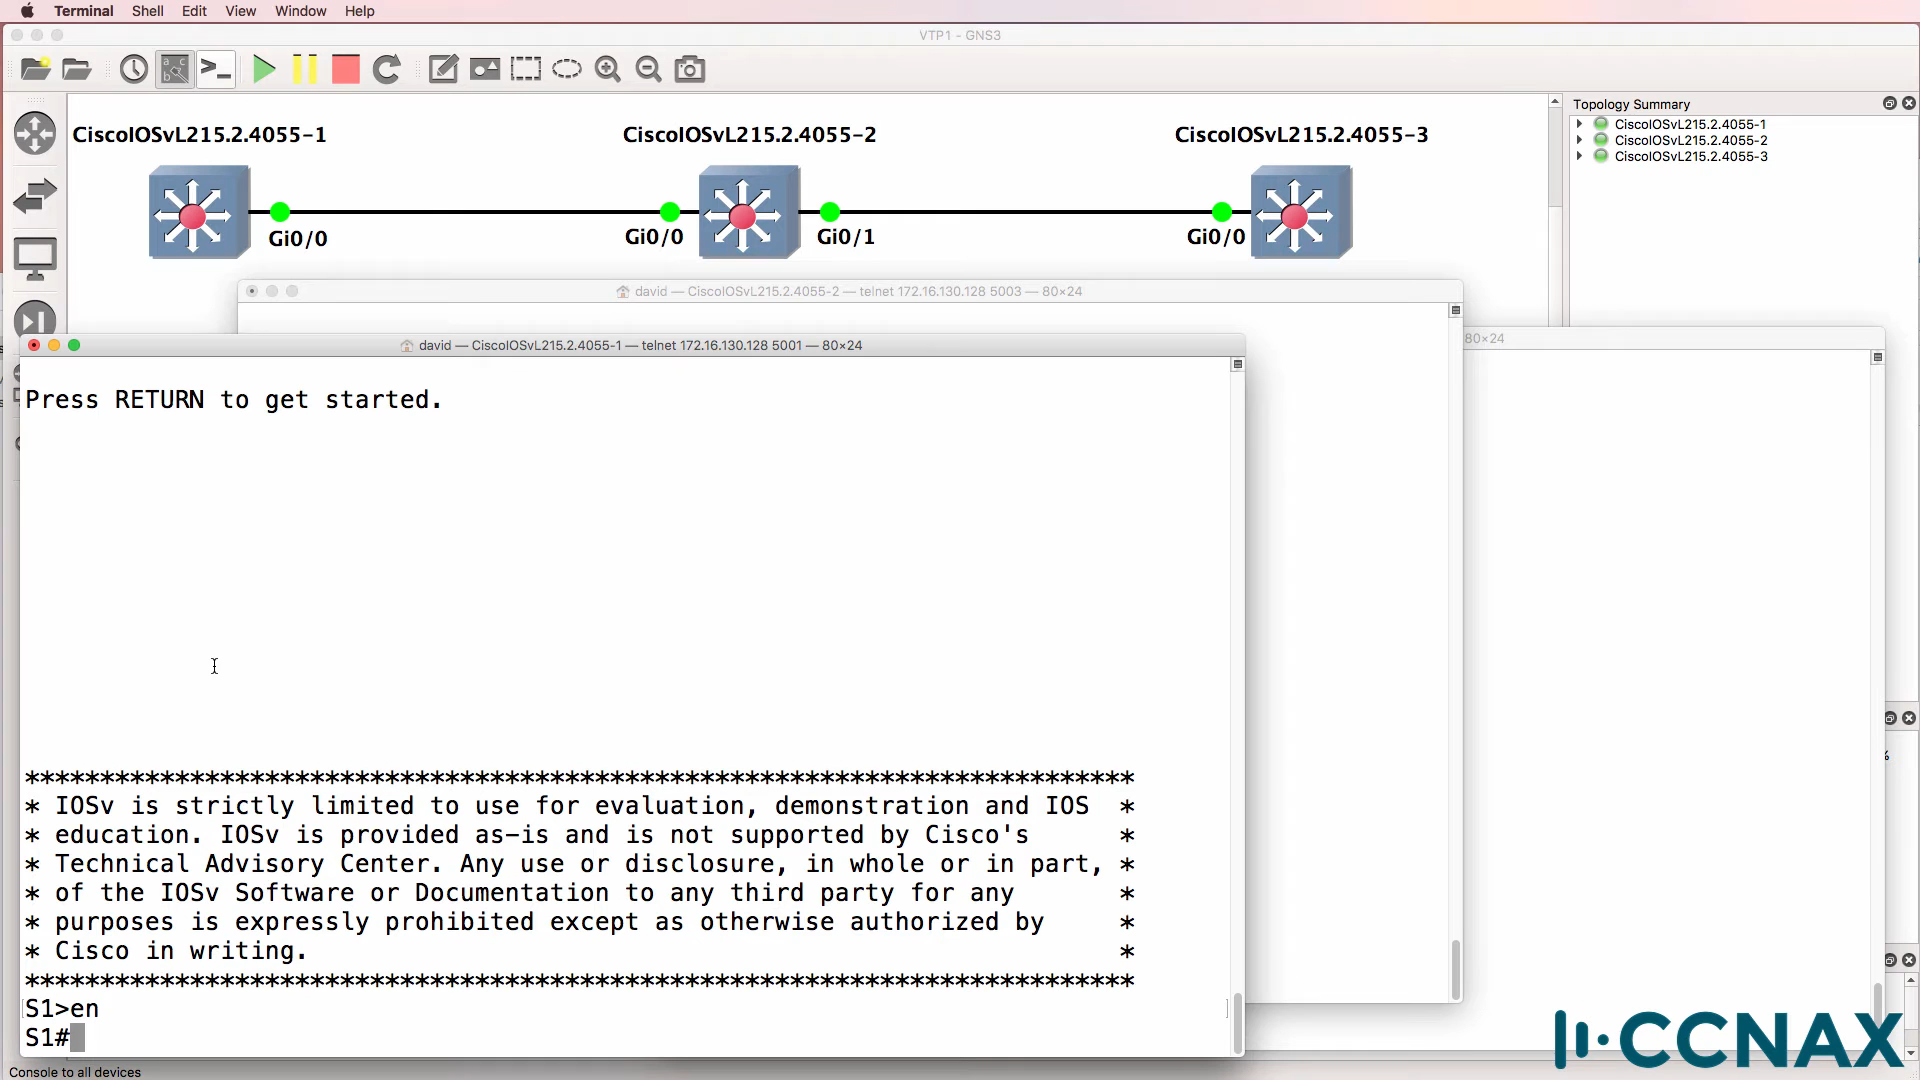 Terminal Shell Edit View Window Help
VTP1 - GNS3
Topology Summary
CiscoIOSvL215.2.4055-1
CiscoIOSvL215.2.4055-2
CiscoIOSvL215.2.4055-3
CiscoIOSvL215.2.4055-1 CiscoIOSvL215.2.4055-2 CiscoIOSvL215.2.4055-3
Gi0/0 Gi0/0 Gi0/1 Gi0/0
david — CiscoIOSvL215.2.4055-2 — telnet 172.16.130.128 5003 — 80×24
80×24
david — CiscoIOSvL215.2.4055-1 — telnet 172.16.130.128 5001 — 80×24
Press RETURN to get started.
**************************************************************************
* IOSv is strictly limited to use for evaluation, demonstration and IOS  *
* education. IOSv is provided as-is and is not supported by Cisco's      *
* Technical Advisory Center. Any use or disclosure, in whole or in part, *
* of the IOSv Software or Documentation to any third party for any       *
* purposes is expressly prohibited except as otherwise authorized by     *
* Cisco in writing.                                                      *
**************************************************************************
S1>en
S1#
%
Console to all devices
CCNAX